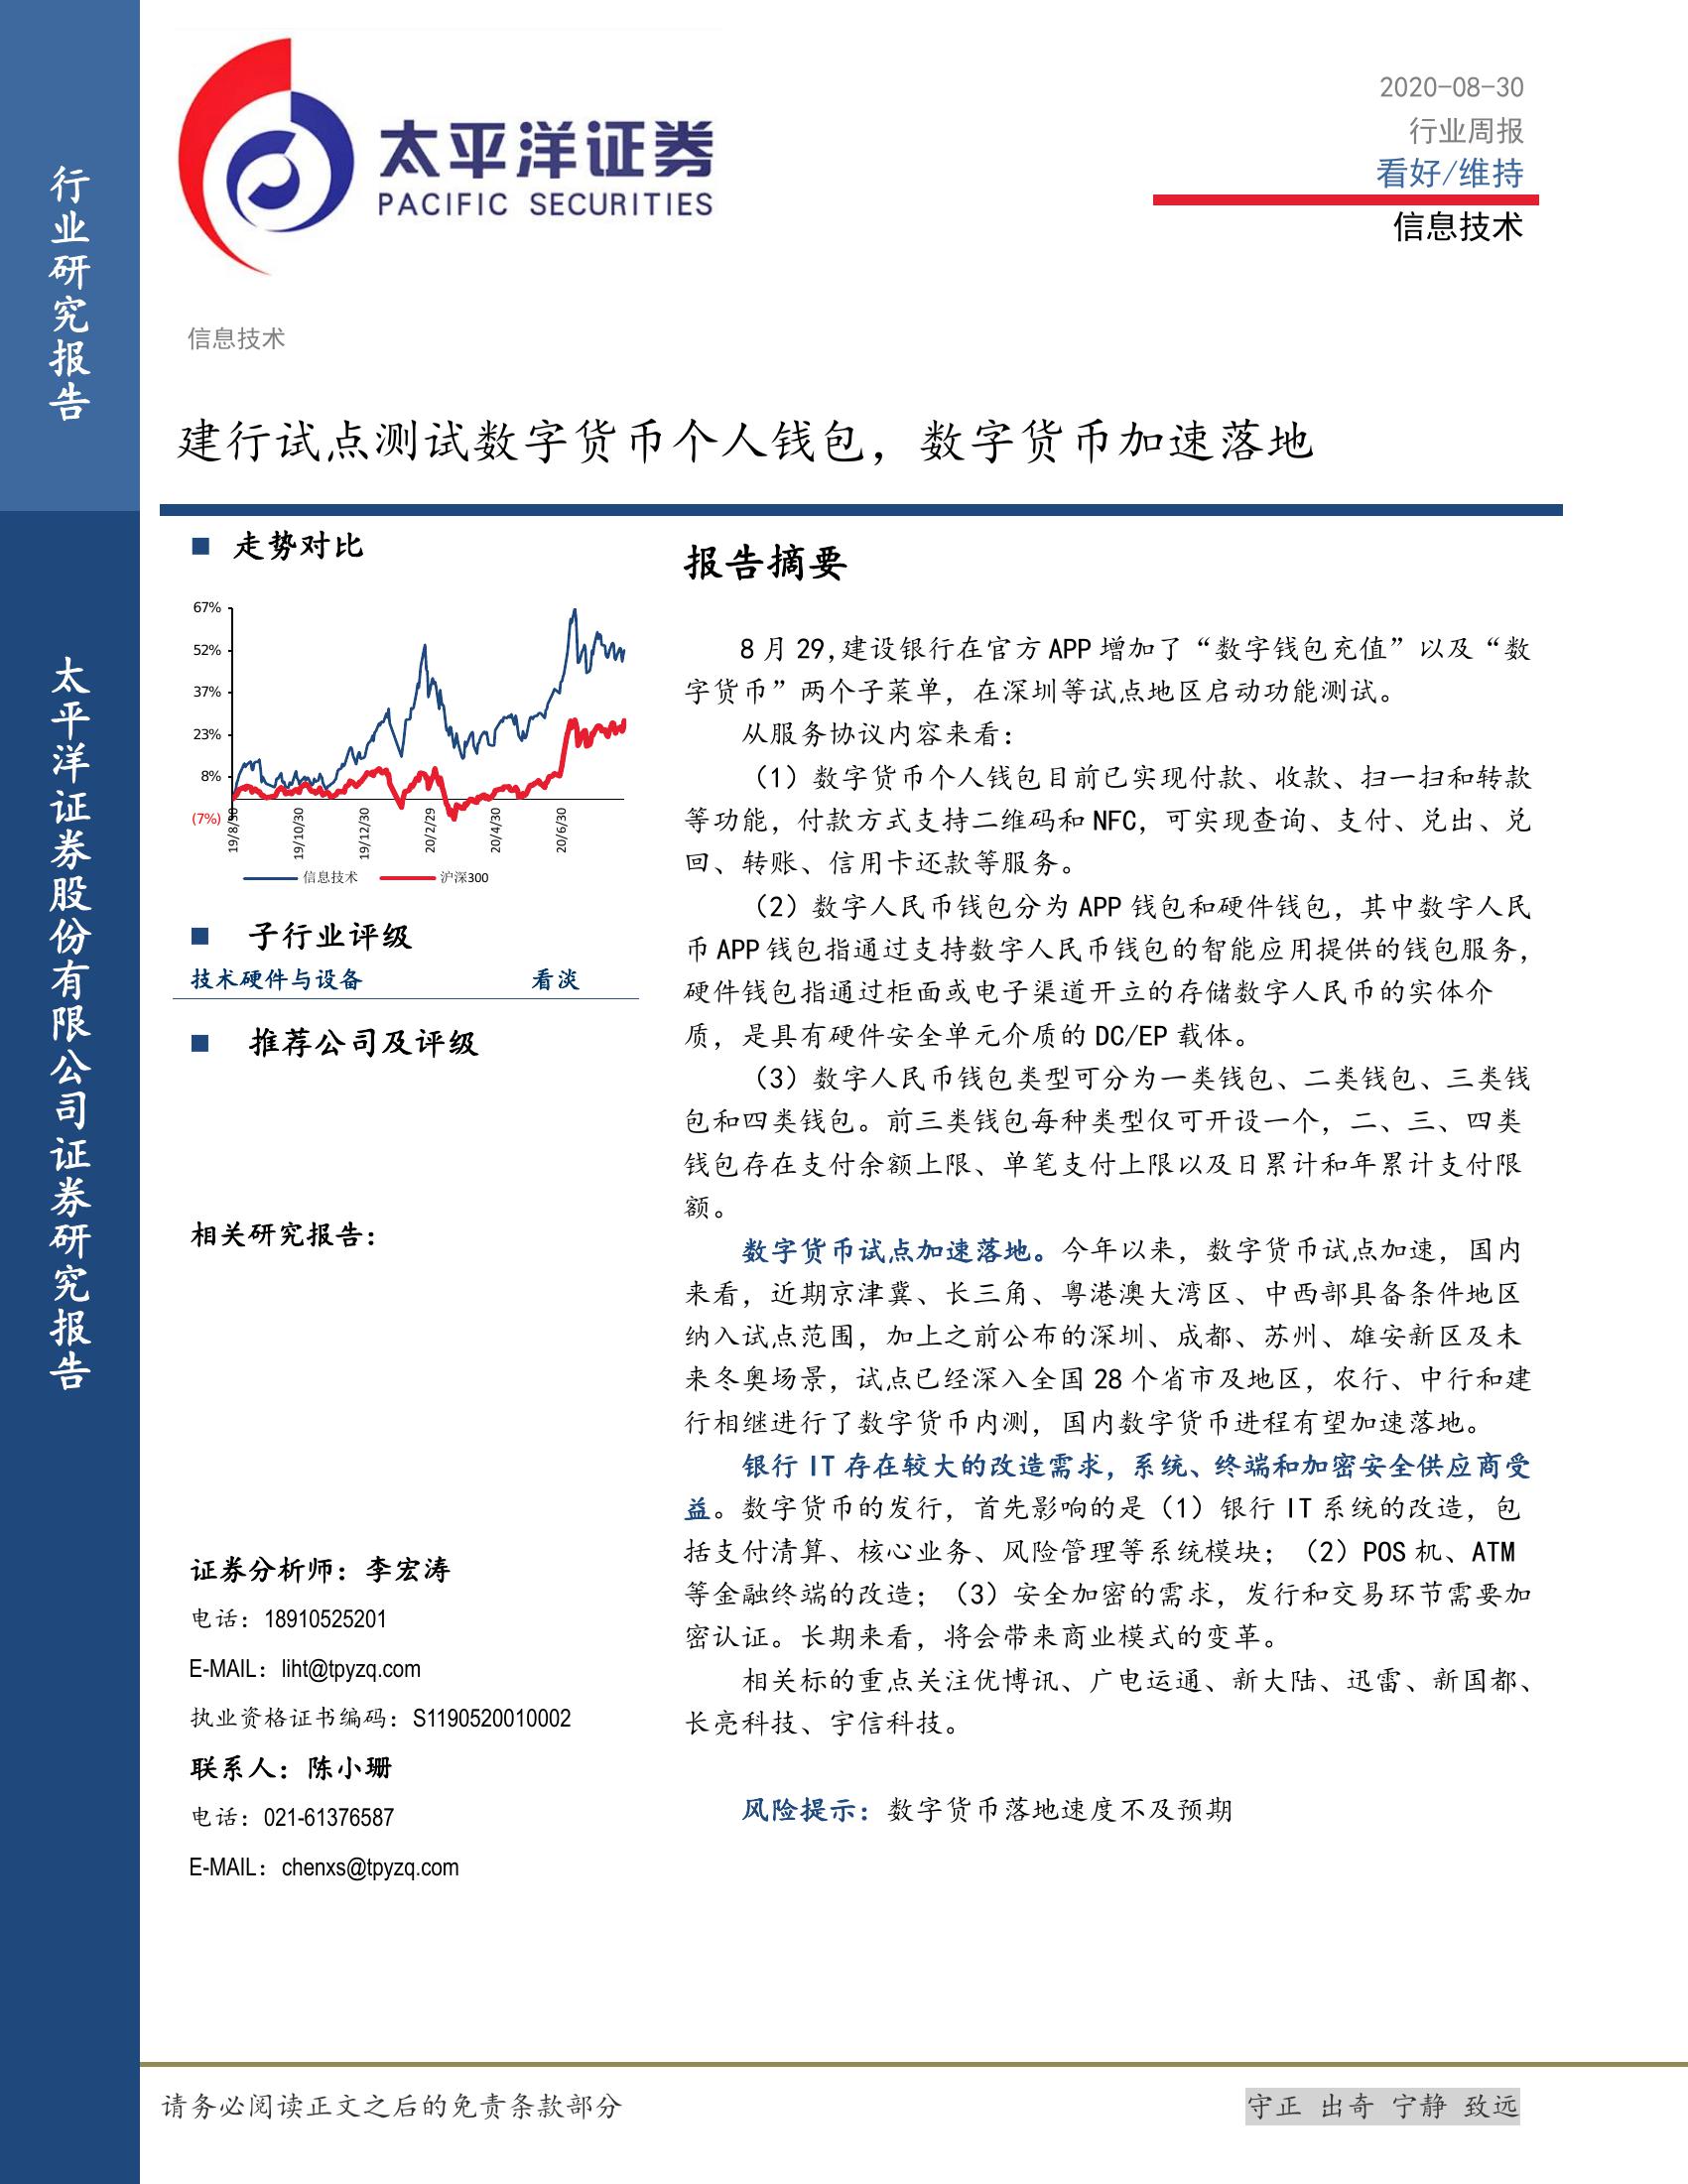 行业研究报告
太平洋证券股份有限公司证券研究报告
太平洋证券
PACIFIC SECURITIES
2020-08-30
行业周报
看好/维持
信息技术
信息技术
建行试点测试数字货币个人钱包，数字货币加速落地
■ 走势对比
67%
52%
37%
23%
8%
(7%)
19/8/30
19/10/30
19/12/30
20/2/29
20/4/30
20/6/30
信息技术 沪深300
■ 子行业评级
技术硬件与设备 看淡
■ 推荐公司及评级
相关研究报告：
证券分析师：李宏涛
电话：18910525201
E-MAIL：liht@tpyzq.com
执业资格证书编码：S1190520010002
联系人：陈小珊
电话：021-61376587
E-MAIL：chenxs@tpyzq.com
报告摘要
8 月 29,建设银行在官方 APP 增加了“数字钱包充值”以及“数
字货币”两个子菜单，在深圳等试点地区启动功能测试。
从服务协议内容来看：
（1）数字货币个人钱包目前已实现付款、收款、扫一扫和转款
等功能，付款方式支持二维码和 NFC，可实现查询、支付、兑出、兑
回、转账、信用卡还款等服务。
（2）数字人民币钱包分为 APP 钱包和硬件钱包，其中数字人民
币 APP 钱包指通过支持数字人民币钱包的智能应用提供的钱包服务，
硬件钱包指通过柜面或电子渠道开立的存储数字人民币的实体介
质，是具有硬件安全单元介质的 DC/EP 载体。
（3）数字人民币钱包类型可分为一类钱包、二类钱包、三类钱
包和四类钱包。前三类钱包每种类型仅可开设一个，二、三、四类
钱包存在支付余额上限、单笔支付上限以及日累计和年累计支付限
额。
数字货币试点加速落地。今年以来，数字货币试点加速，国内
来看，近期京津冀、长三角、粤港澳大湾区、中西部具备条件地区
纳入试点范围，加上之前公布的深圳、成都、苏州、雄安新区及未
来冬奥场景，试点已经深入全国 28 个省市及地区，农行、中行和建
行相继进行了数字货币内测，国内数字货币进程有望加速落地。
银行 IT 存在较大的改造需求，系统、终端和加密安全供应商受
益。数字货币的发行，首先影响的是（1）银行 IT 系统的改造，包
括支付清算、核心业务、风险管理等系统模块；（2）POS 机、ATM
等金融终端的改造；（3）安全加密的需求，发行和交易环节需要加
密认证。长期来看，将会带来商业模式的变革。
相关标的重点关注优博讯、广电运通、新大陆、迅雷、新国都、
长亮科技、宇信科技。
风险提示：数字货币落地速度不及预期
请务必阅读正文之后的免责条款部分
守正 出奇 宁静 致远